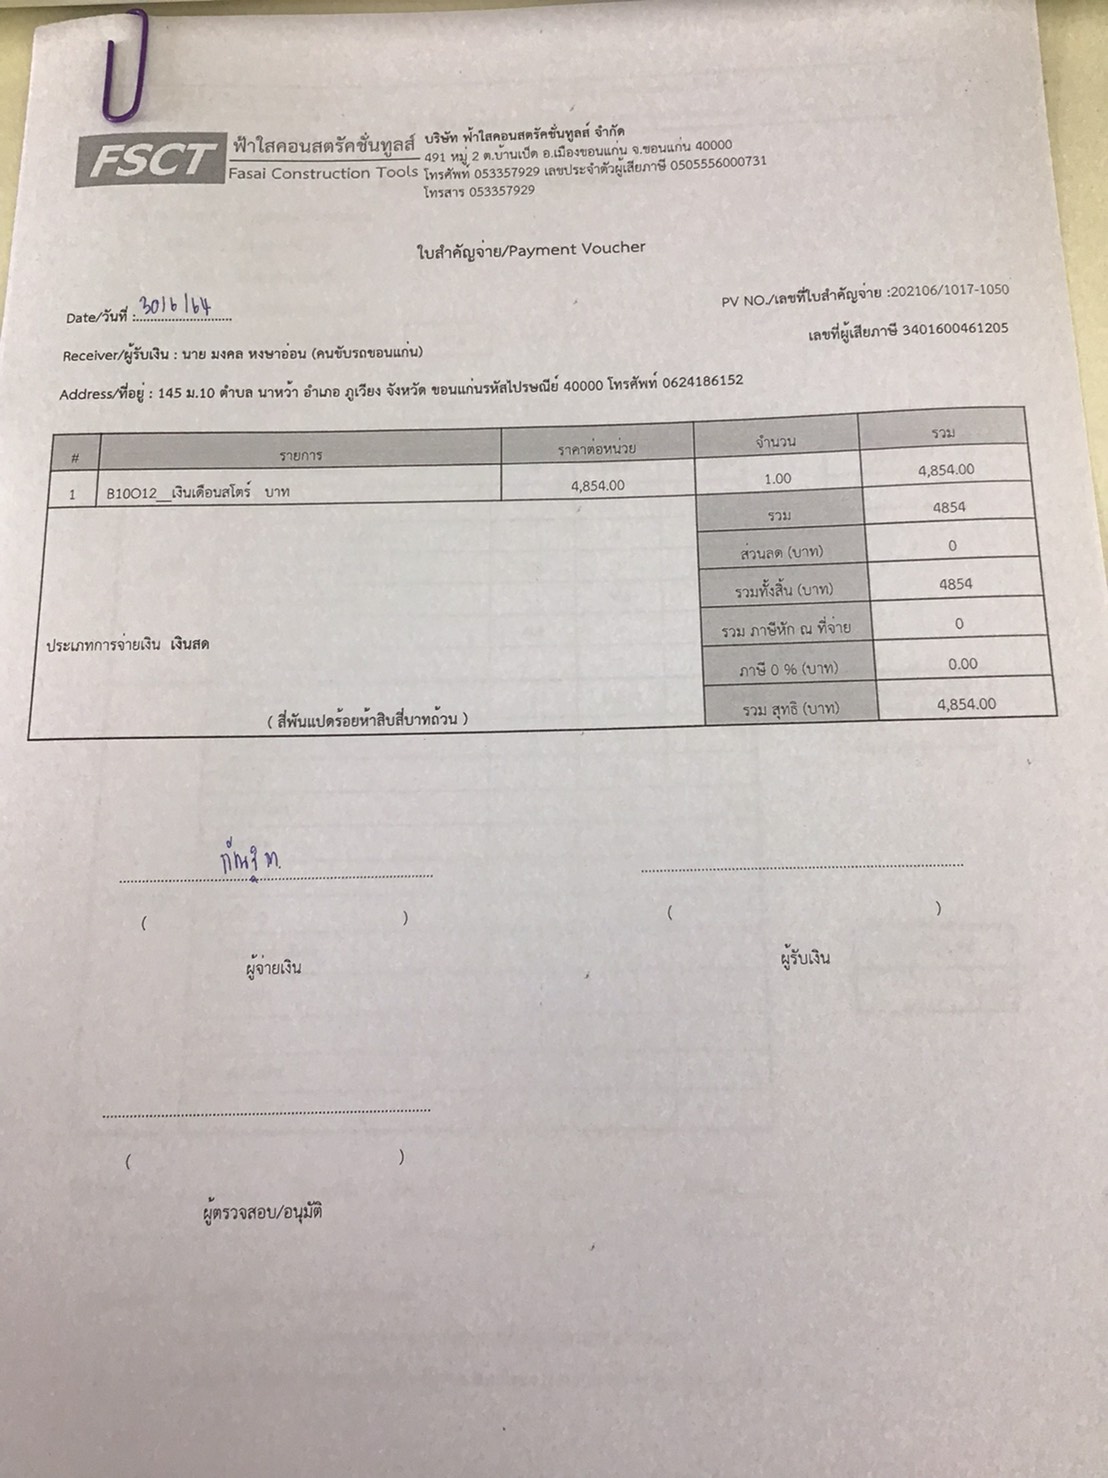 FSCT
ฟ้าใสคอนสตรัคชั่นทูลส์
Fasai Construction Tools
บริษัท ฟ้าใสคอนสตรัคชั่นทูลส์ จำกัด
491 หมู่ 2 ต.บ้านเป็ด อ.เมืองขอนแก่น จ.ขอนแก่น 40000
โทรศัพท์ 053357929 เลขประจำตัวผู้เสียภาษี 0505556000731
โทรสาร 053357929
ใบสำคัญจ่าย/Payment Voucher
Date/วันที่ : 30/6/64
PV NO./เลขที่ใบสำคัญจ่าย :202106/1017-1050
เลขที่ผู้เสียภาษี 3401600461205
Receiver/ผู้รับเงิน : นาย มงคล หงษาอ่อน (คนขับรถขอนแก่น)
Address/ที่อยู่ : 145 ม.10 ตำบล นาหว้า อำเภอ ภูเวียง จังหวัด ขอนแก่นรหัสไปรษณีย์ 40000 โทรศัพท์ 0624186152
# รายการ ราคาต่อหน่วย จำนวน รวม
1 B10O12__เงินเดือนสโตร์ บาท 4,854.00 1.00 4,854.00
รวม 4854
ส่วนลด (บาท) 0
รวมทั้งสิ้น (บาท) 4854
รวม ภาษีหัก ณ ที่จ่าย 0
ประเภทการจ่ายเงิน เงินสด
ภาษี 0 % (บาท) 0.00
( สี่พันแปดร้อยห้าสิบสี่บาทถ้วน ) รวม สุทธิ (บาท) 4,854.00
( ) ( )
ผู้จ่ายเงิน ผู้รับเงิน
( )
ผู้ตรวจสอบ/อนุมัติ